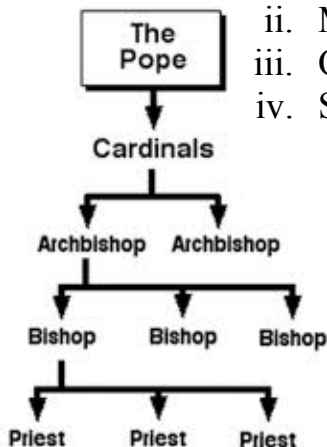 The
Pope
ii.
iii.
iv.
Cardinals
Archbishop Archbishop
Bishop Bishop Bishop
Priest Priest Priest